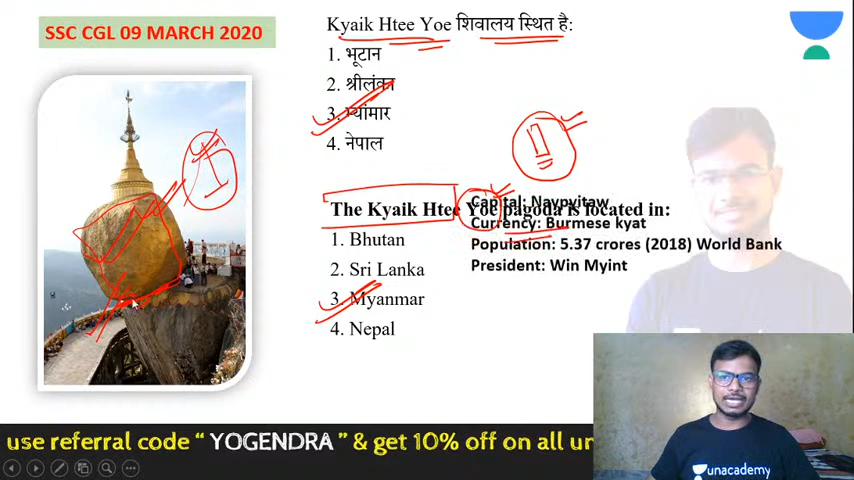 SSC CGL 09 MARCH 2020
Kyaik Htee Yoe शिवालय स्थित है:
1. भूटान
2. श्रीलंका
3. म्यांमार
4. नेपाल
The Kyaik Htee Yoe pagoda is located in:
1. Bhutan
2. Sri Lanka
3. Myanmar
4. Nepal
Capital: Naypyitaw
Currency: Burmese kyat
Population: 5.37 crores (2018) World Bank
President: Win Myint
unacademy
use referral code “ YOGENDRA ” & get 10% off on all un